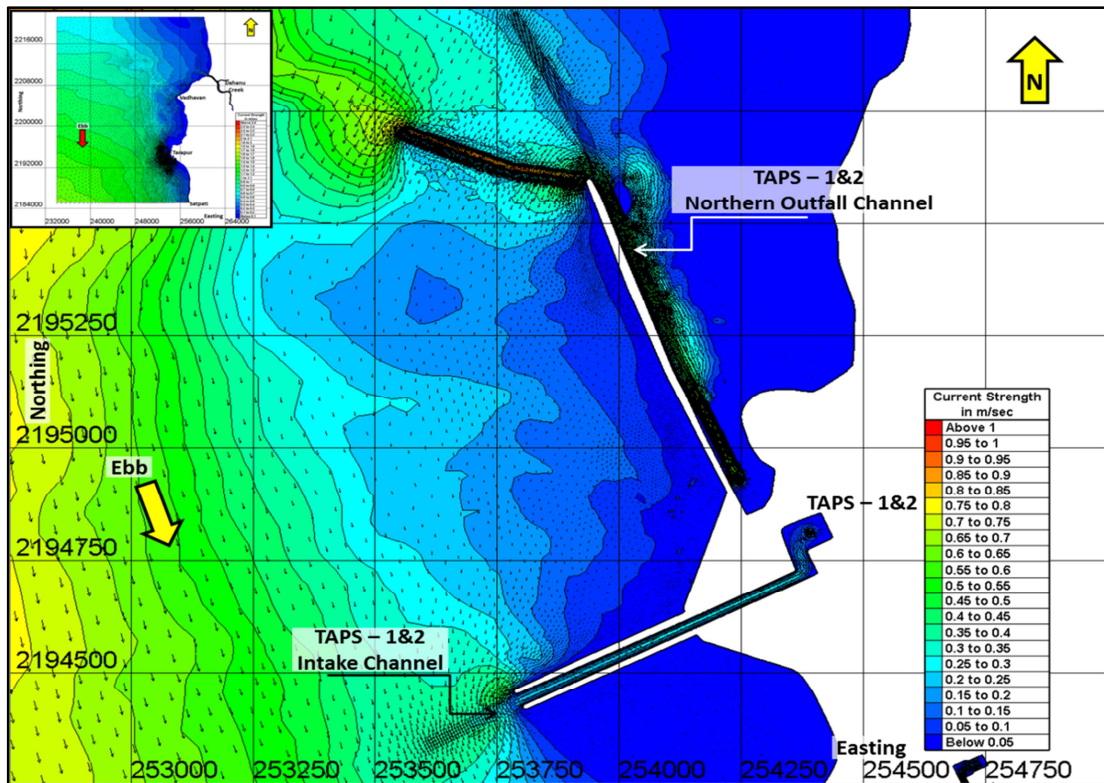 2216000
2208000
2200000
2192000
2184000
Northing
232000
240000
248000
256000
264000
Easting
N
Dahanu
Creek
Vadhavan
Tarapur
Satpati
Ebb
Current Strength
in m/sec
N
TAPS – 1&2
Northern Outfall Channel
2195250
Northing
2195000
Ebb
2194750
TAPS – 1&2
TAPS – 1&2
Intake Channel
2194500
253000
253250
253500
253750
254000
254250
254500
254750
Easting
Current Strength
in m/sec
Above 1
0.95 to 1
0.9 to 0.95
0.85 to 0.9
0.8 to 0.85
0.75 to 0.8
0.7 to 0.75
0.65 to 0.7
0.6 to 0.65
0.55 to 0.6
0.5 to 0.55
0.45 to 0.5
0.4 to 0.45
0.35 to 0.4
0.3 to 0.35
0.25 to 0.3
0.2 to 0.25
0.15 to 0.2
0.1 to 0.15
0.05 to 0.1
Below 0.05